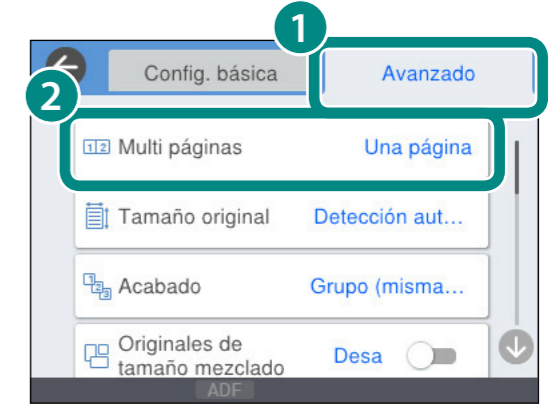 1
Config. básica
Avanzado
2
Multi páginas
Una página
Tamaño original
Detección aut...
Acabado
Grupo (misma...
Originales de
tamaño mezclado
Desa
ADF